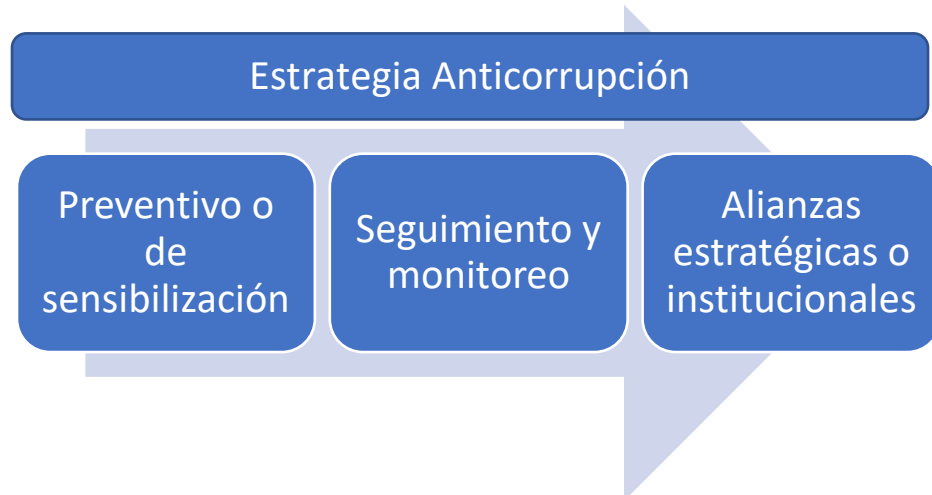 Estrategia Anticorrupción
Preventivo o
de
sensibilización
Seguimiento y
monitoreo
Alianzas
estratégicas o
institucionales